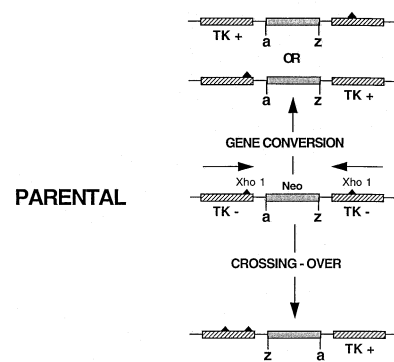 TK +
a z
OR
a z TK +
GENE CONVERSION
Xho 1 Neo Xho 1
PARENTAL
TK - a z TK -
CROSSING - OVER
z a TK +